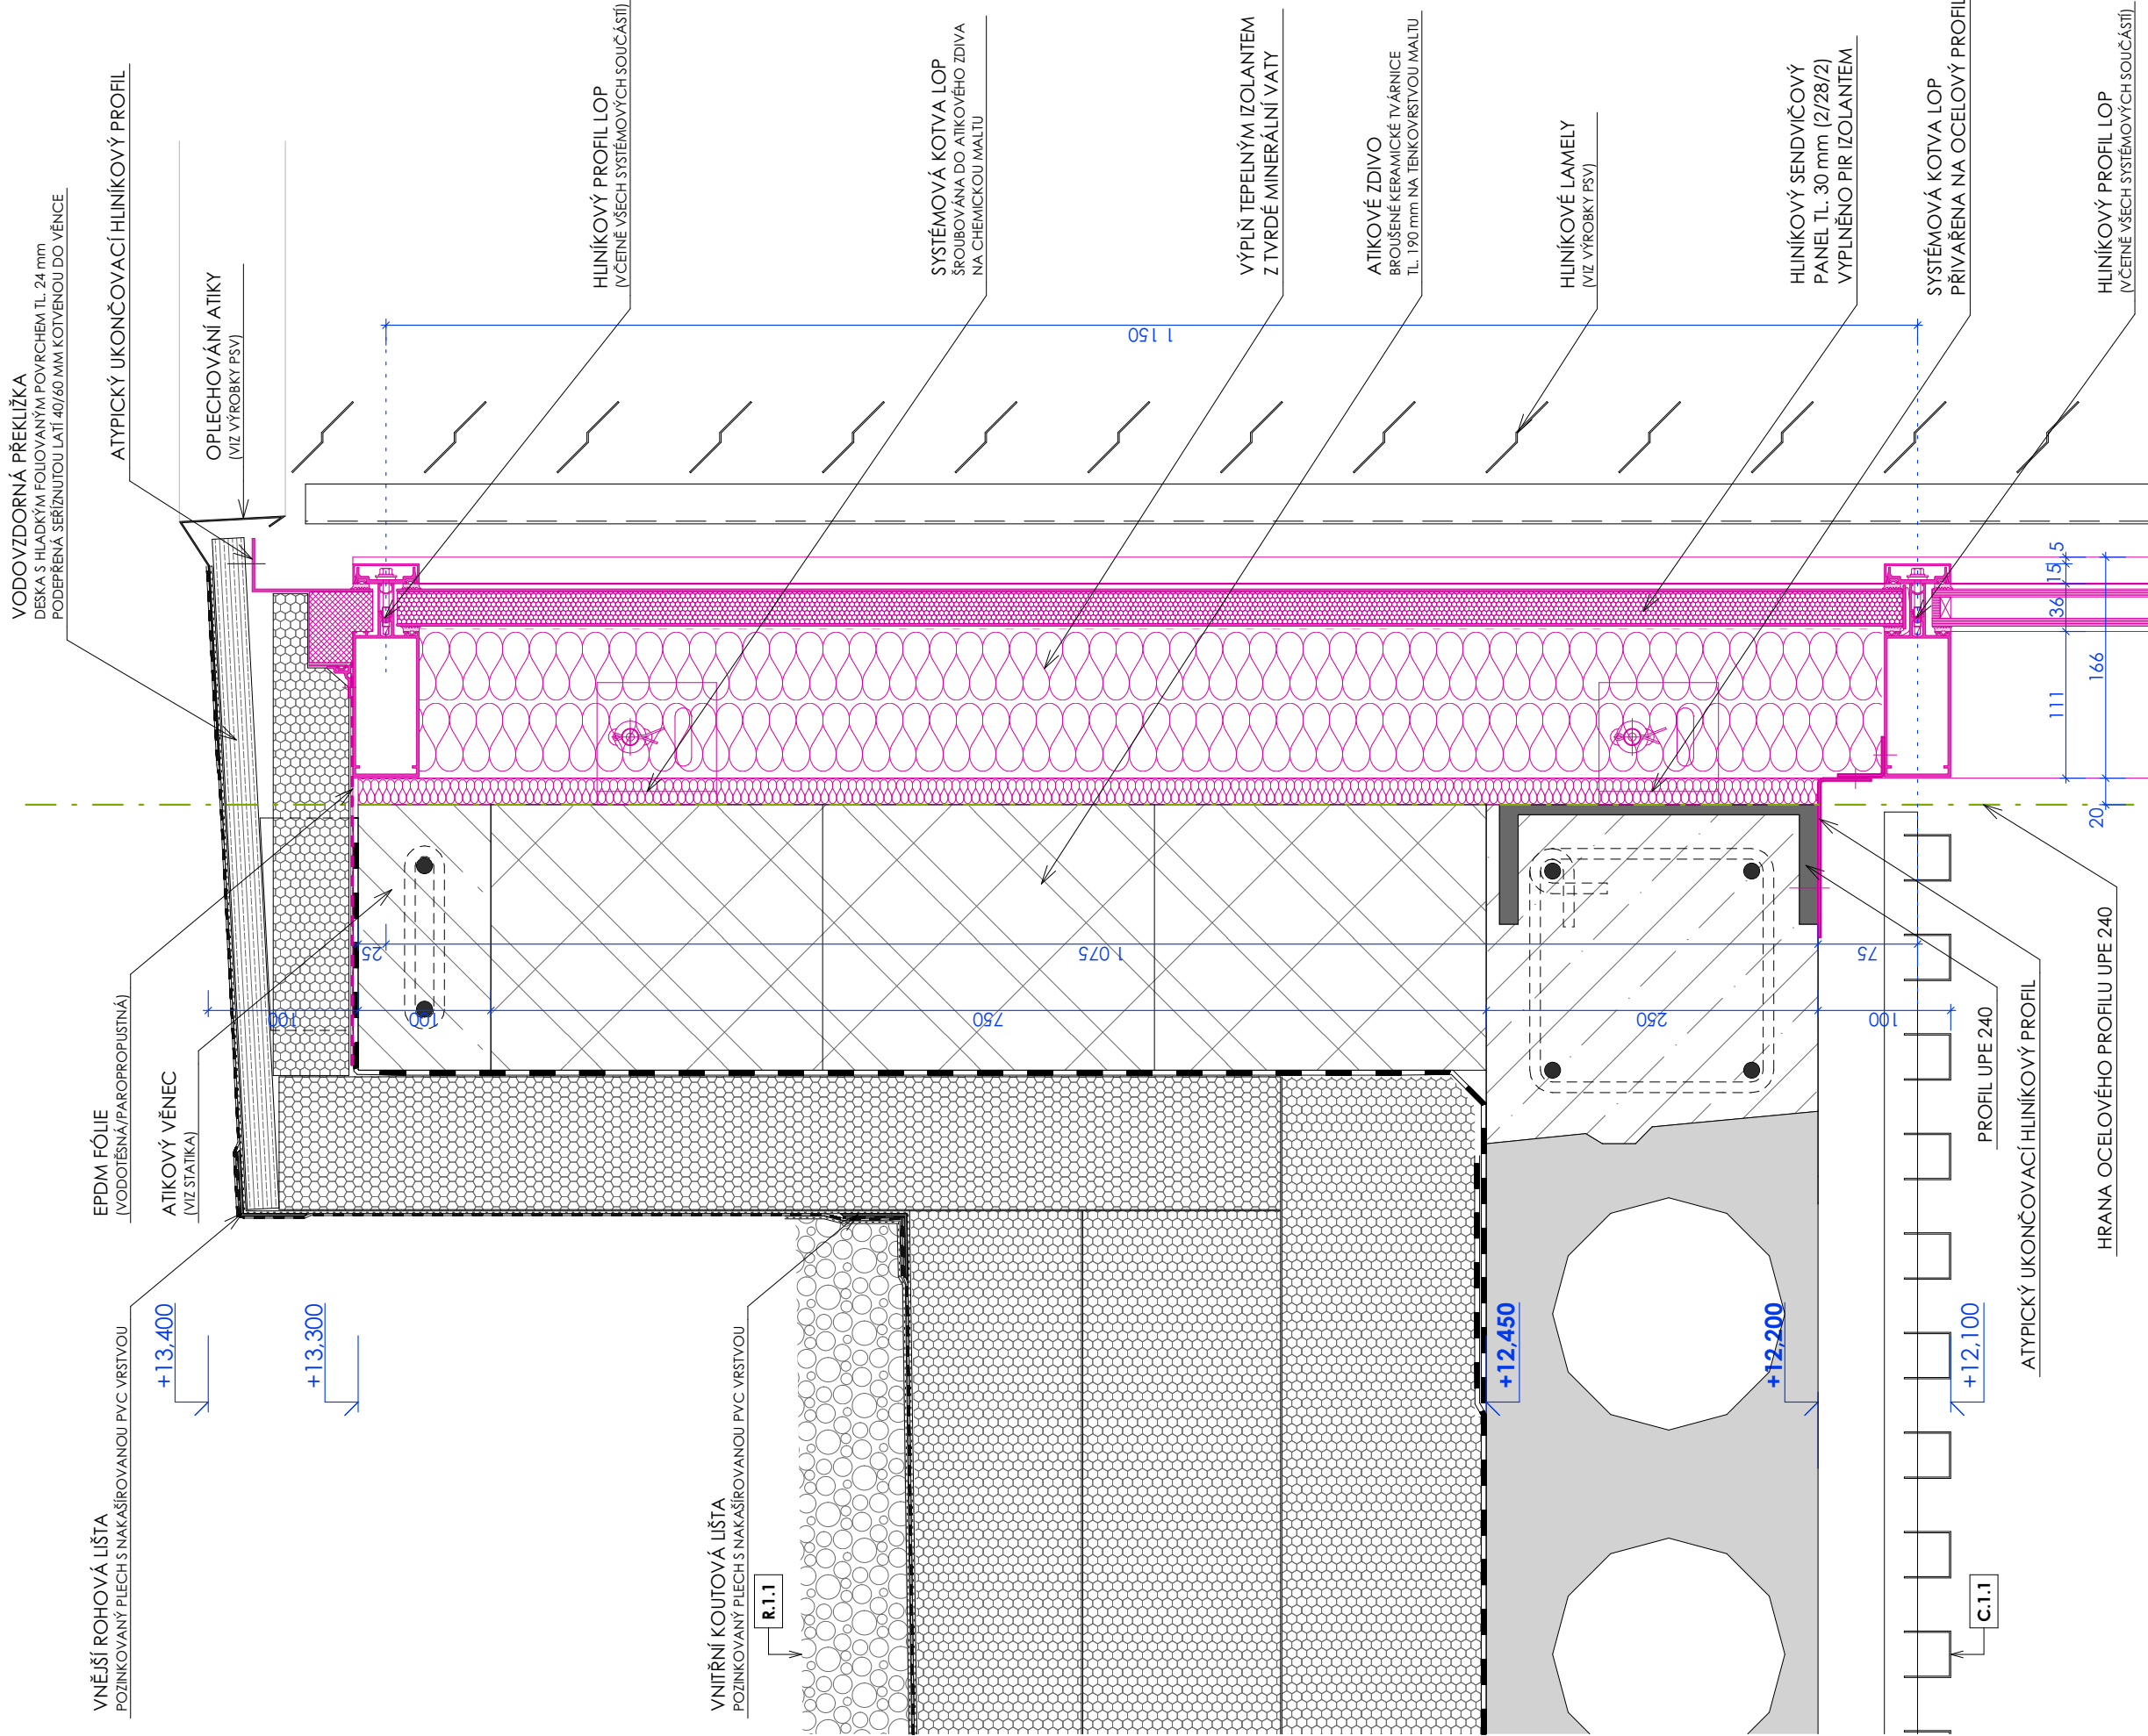 VODOVZDORNÁ PŘEKLIŽKA
DESKA S HLADKÝM FOLIOVANÝM POVRCHEM TL. 24 mm
PODEPŘENÁ SEŘÍZNUTOU LATÍ 40/60 MM KOTVENOU DO VĚNCE
ATYPICKÝ UKONČOVACÍ HLINÍKOVÝ PROFIL
OPLECHOVÁNÍ ATIKY
(VIZ VÝROBKY PSV)
HLINÍKOVÝ PROFIL LOP
(VČETNĚ VŠECH SYSTÉMOVÝCH SOUČÁSTÍ)
SYSTÉMOVÁ KOTVA LOP
ŠROUBOVÁNA DO ATIKOVÉHO ZDIVA
NA CHEMICKOU MALTU
VÝPLŇ TEPELNÝM IZOLANTEM
Z TVRDÉ MINERÁLNÍ VATY
ATIKOVÉ ZDIVO
BROUŠENÉ KERAMICKÉ TVÁRNICE
TL. 190 mm NA TENKOVRSTVOU MALTU
HLINÍKOVÉ LAMELY
(VIZ VÝROBKY PSV)
HLINÍKOVÝ SENDVIČOVÝ
PANEL TL. 30 mm (2/28/2)
VYPLNĚNO PIR IZOLANTEM
SYSTÉMOVÁ KOTVA LOP
PŘIVAŘENA NA OCELOVÝ PROFIL
HLINÍKOVÝ PROFIL LOP
(VČETNĚ VŠECH SYSTÉMOVÝCH SOUČÁSTÍ)
1 150
5
15
36
111
166
20
25
1 075
75
100
100
750
250
100
EPDM FÓLIE
(VODOTĚSNÁ/PAROPROPUSTNÁ)
ATIKOVÝ VĚNEC
(VIZ STATIKA)
PROFIL UPE 240
ATYPICKÝ UKONČOVACÍ HLINÍKOVÝ PROFIL
HRANA OCELOVÉHO PROFILU UPE 240
VNĚJŠÍ ROHOVÁ LIŠTA
POZINKOVANÝ PLECH S NAKAŠÍROVANOU PVC VRSTVOU
+13,400
+13,300
VNITŘNÍ KOUTOVÁ LIŠTA
POZINKOVANÝ PLECH S NAKAŠÍROVANOU PVC VRSTVOU
R.1.1
+12,450
+12,200
+12,100
C.1.1